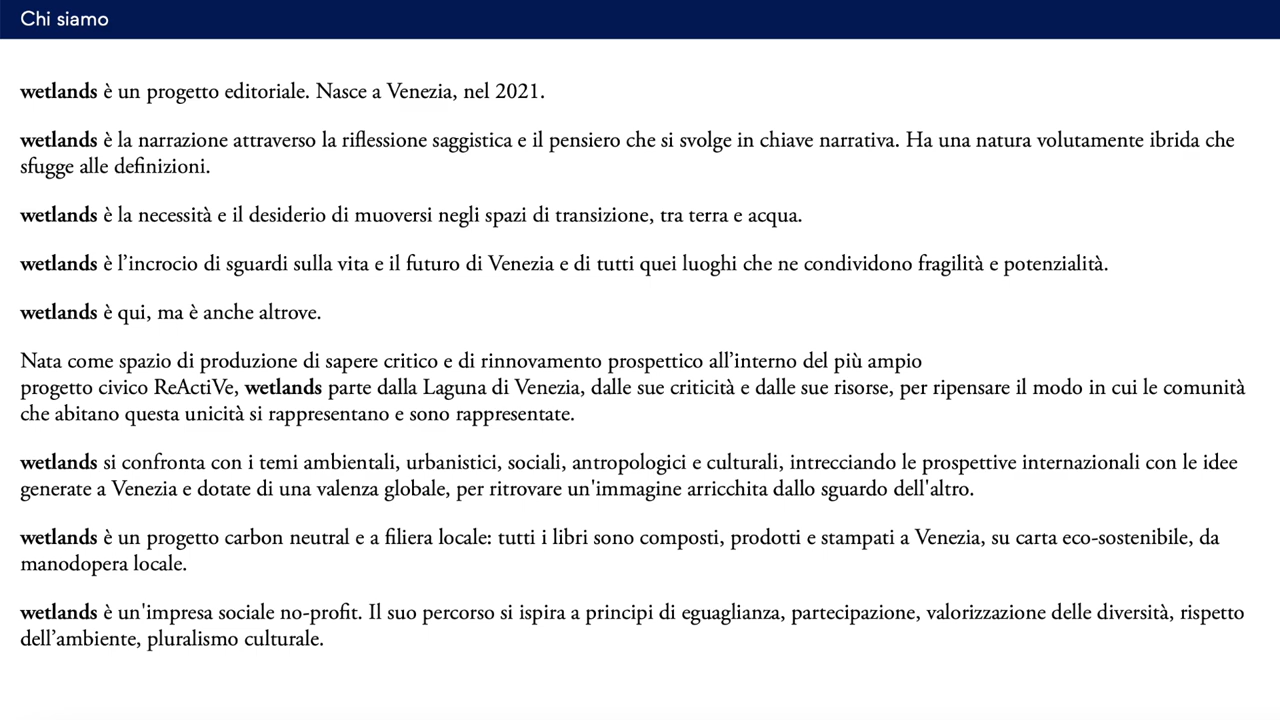 Chi siamo
wetlands è un progetto editoriale. Nasce a Venezia, nel 2021.
wetlands è la narrazione attraverso la riflessione saggistica e il pensiero che si svolge in chiave narrativa. Ha una natura volutamente ibrida che
sfugge alle definizioni.
wetlands è la necessità e il desiderio di muoversi negli spazi di transizione, tra terra e acqua.
wetlands è l’incrocio di sguardi sulla vita e il futuro di Venezia e di tutti quei luoghi che ne condividono fragilità e potenzialità.
wetlands è qui, ma è anche altrove.
Nata come spazio di produzione di sapere critico e di rinnovamento prospettico all’interno del più ampio
progetto civico ReActiVe, wetlands parte dalla Laguna di Venezia, dalle sue criticità e dalle sue risorse, per ripensare il modo in cui le comunità
che abitano questa unicità si rappresentano e sono rappresentate.
wetlands si confronta con i temi ambientali, urbanistici, sociali, antropologici e culturali, intrecciando le prospettive internazionali con le idee
generate a Venezia e dotate di una valenza globale, per ritrovare un'immagine arricchita dallo sguardo dell'altro.
wetlands è un progetto carbon neutral e a filiera locale: tutti i libri sono composti, prodotti e stampati a Venezia, su carta eco-sostenibile, da
manodopera locale.
wetlands è un'impresa sociale no-profit. Il suo percorso si ispira a principi di eguaglianza, partecipazione, valorizzazione delle diversità, rispetto
dell’ambiente, pluralismo culturale.